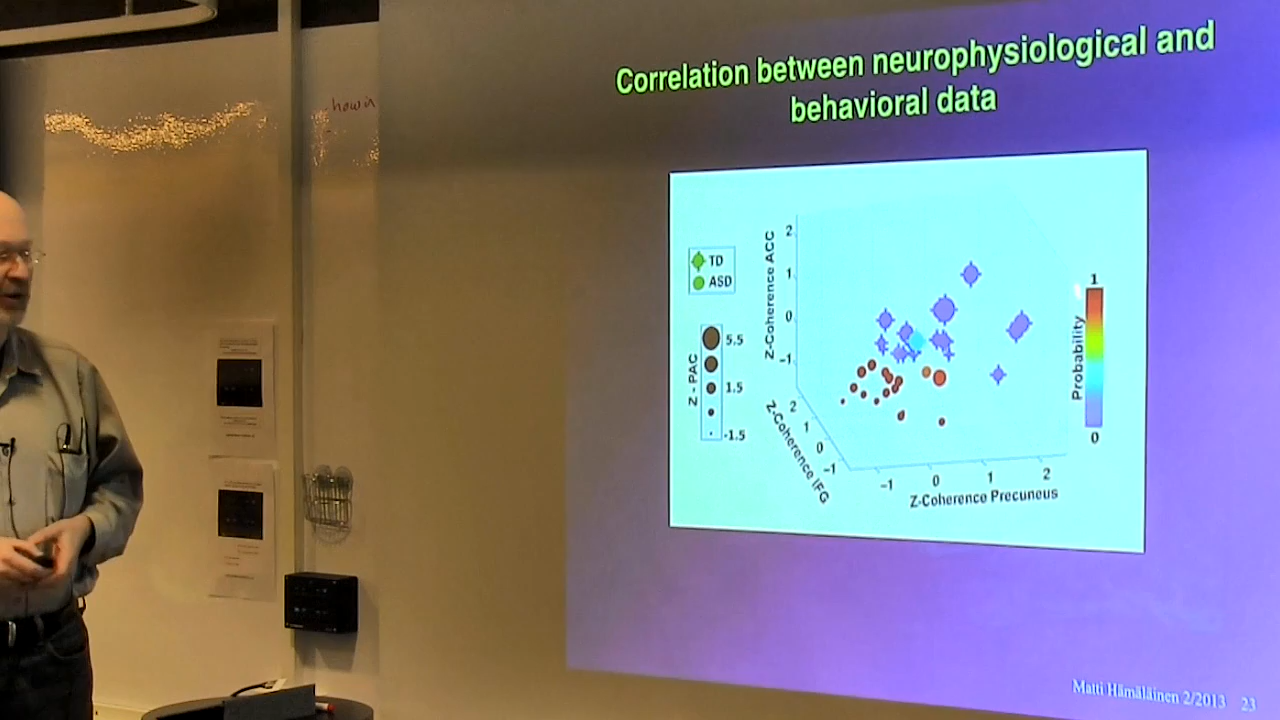 how is
Correlation between neurophysiological and
behavioral data
TD
ASD
Z - PAC
5.5
1.5
-1.5
Z-Coherence ACC
2
1
0
-1
Z-Coherence IFG
2
1
0
-1
Z-Coherence Precuneus
-1
0
1
2
Probability
1
0
Matti Hämäläinen 2/2013 23